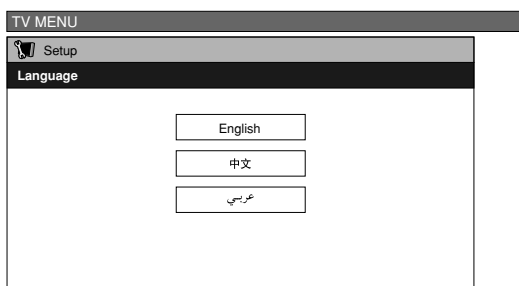 TV MENU
Setup
Language
English
中文
عربي